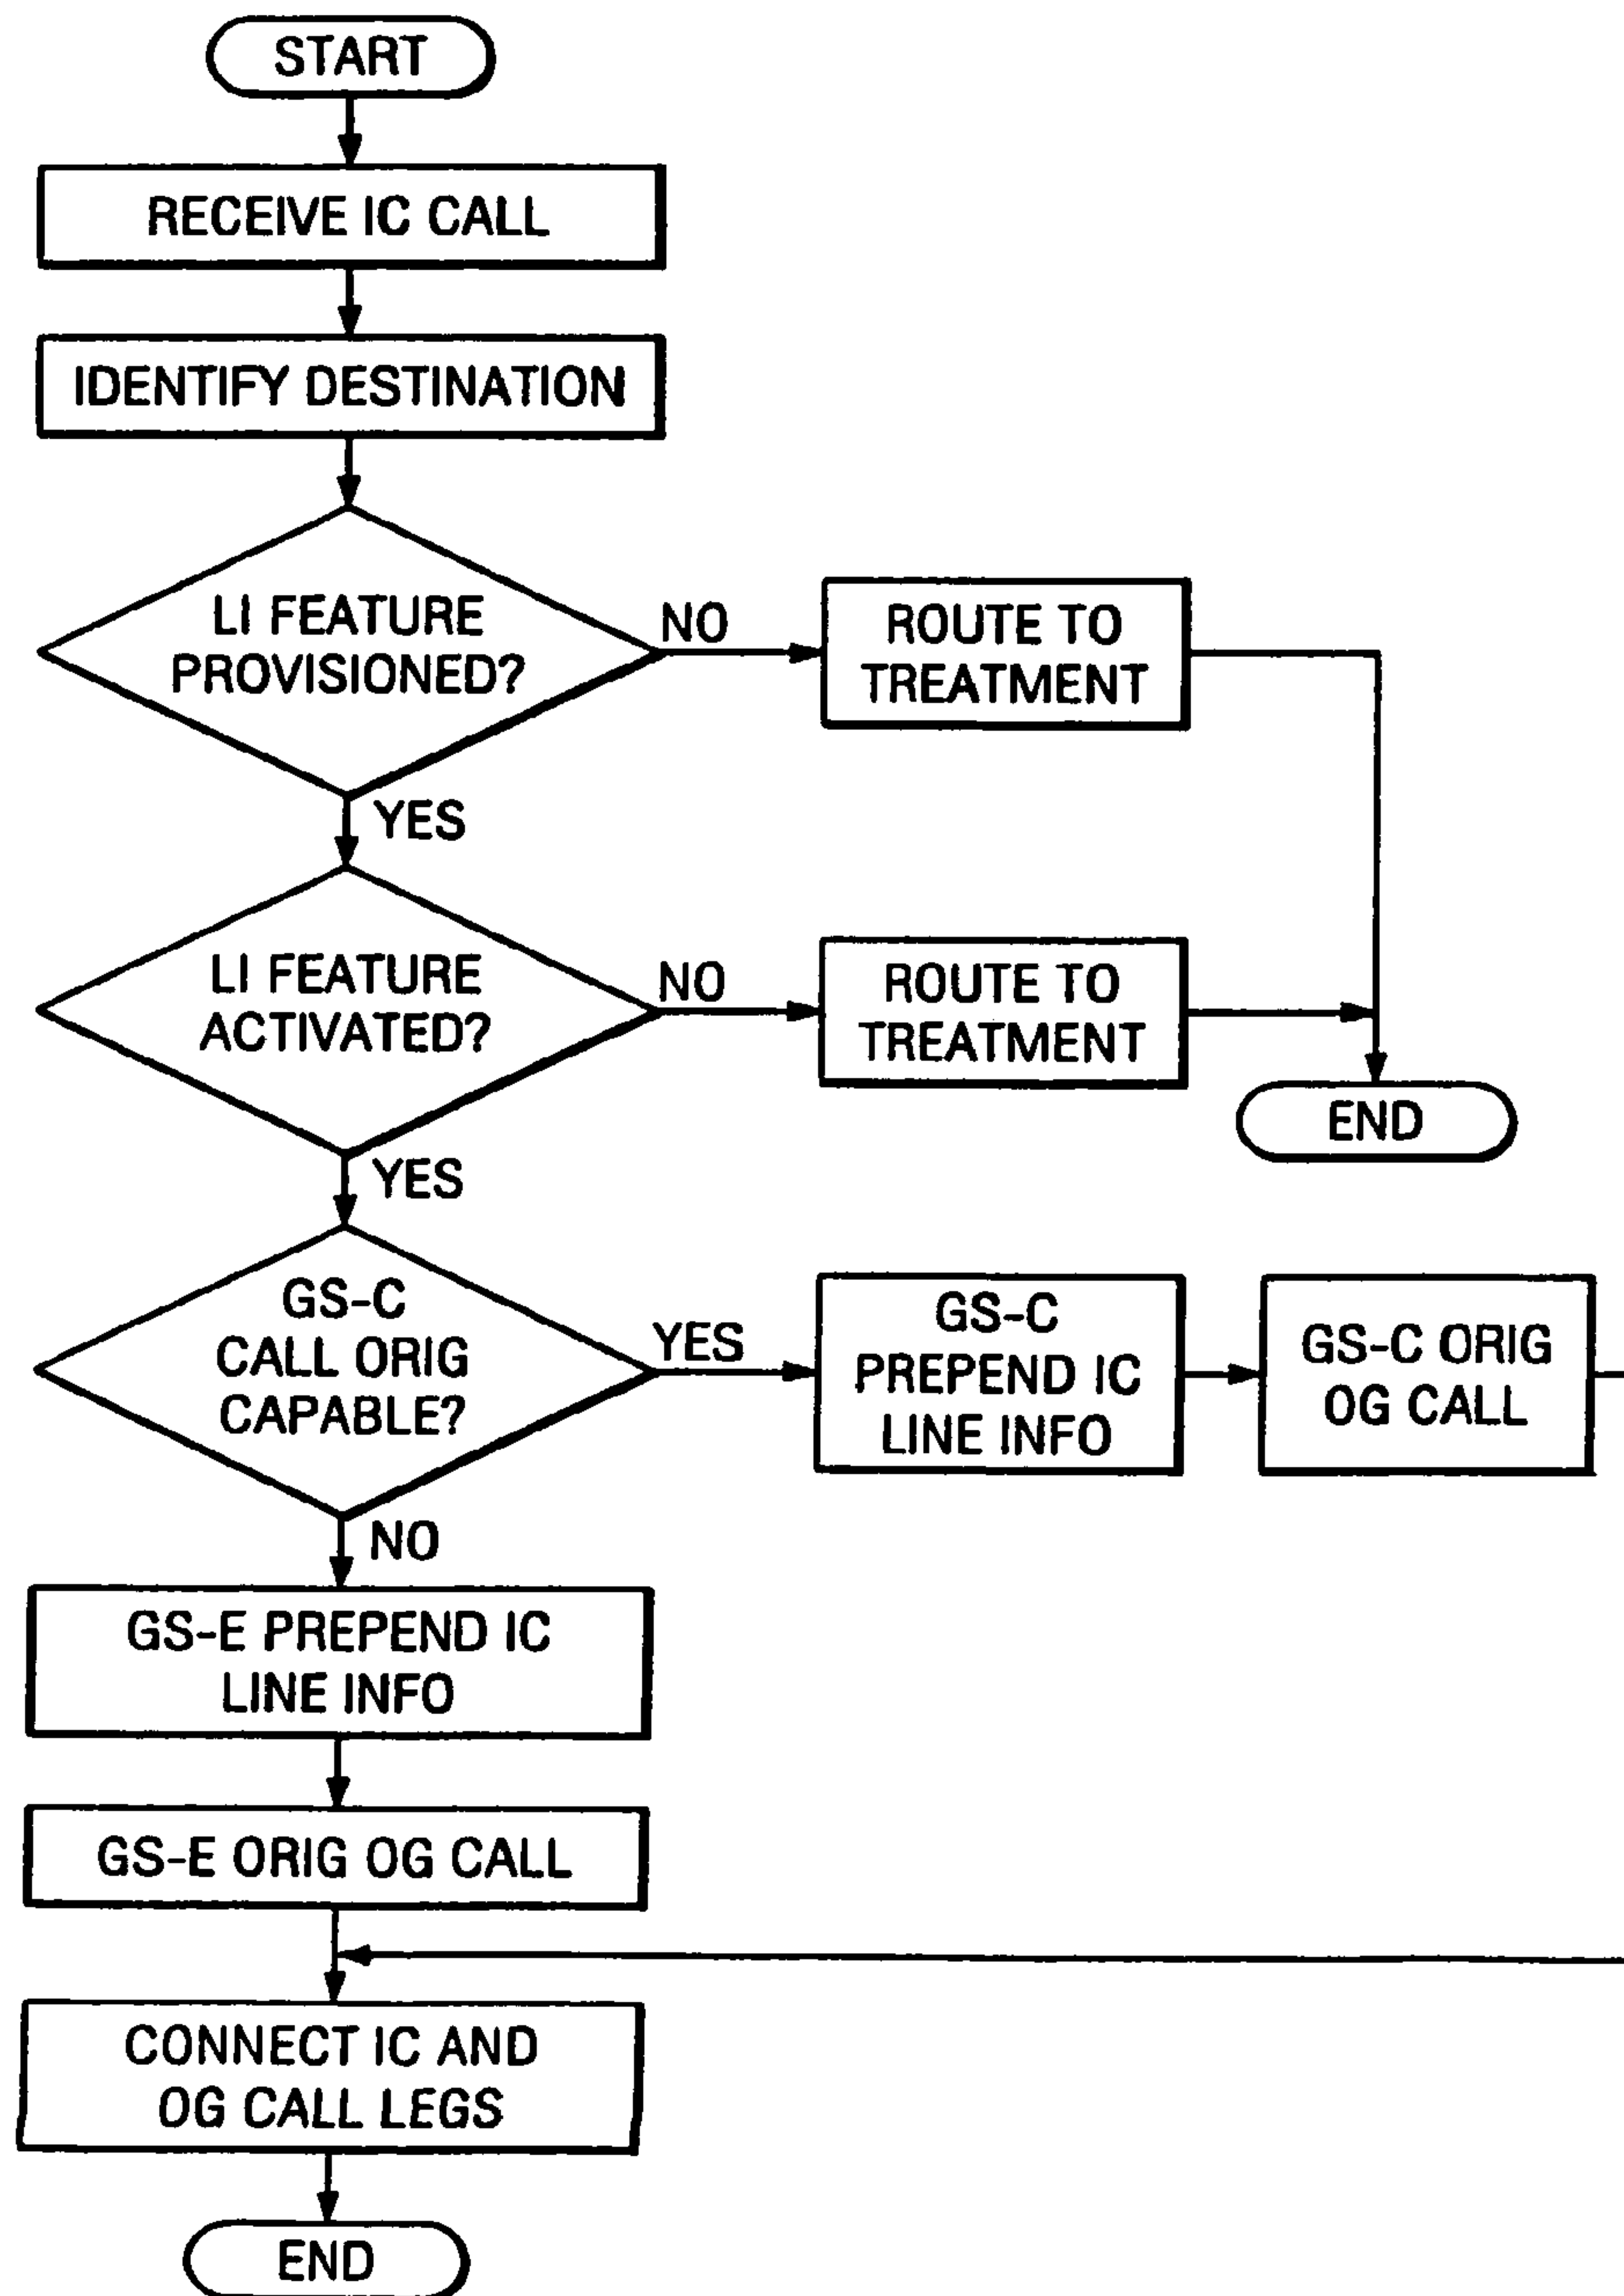 START
RECEIVE IC CALL
IDENTIFY DESTINATION
LI FEATURE
PROVISIONED?
NO
ROUTE TO
TREATMENT
YES
LI FEATURE
ACTIVATED?
NO
ROUTE TO
TREATMENT
END
YES
GS-C
CALL ORIG
CAPABLE?
YES
GS-C
PREPEND IC
LINE INFO
GS-C ORIG
OG CALL
NO
GS-E PREPEND IC
LINE INFO
GS-E ORIG OG CALL
CONNECT IC AND
OG CALL LEGS
END